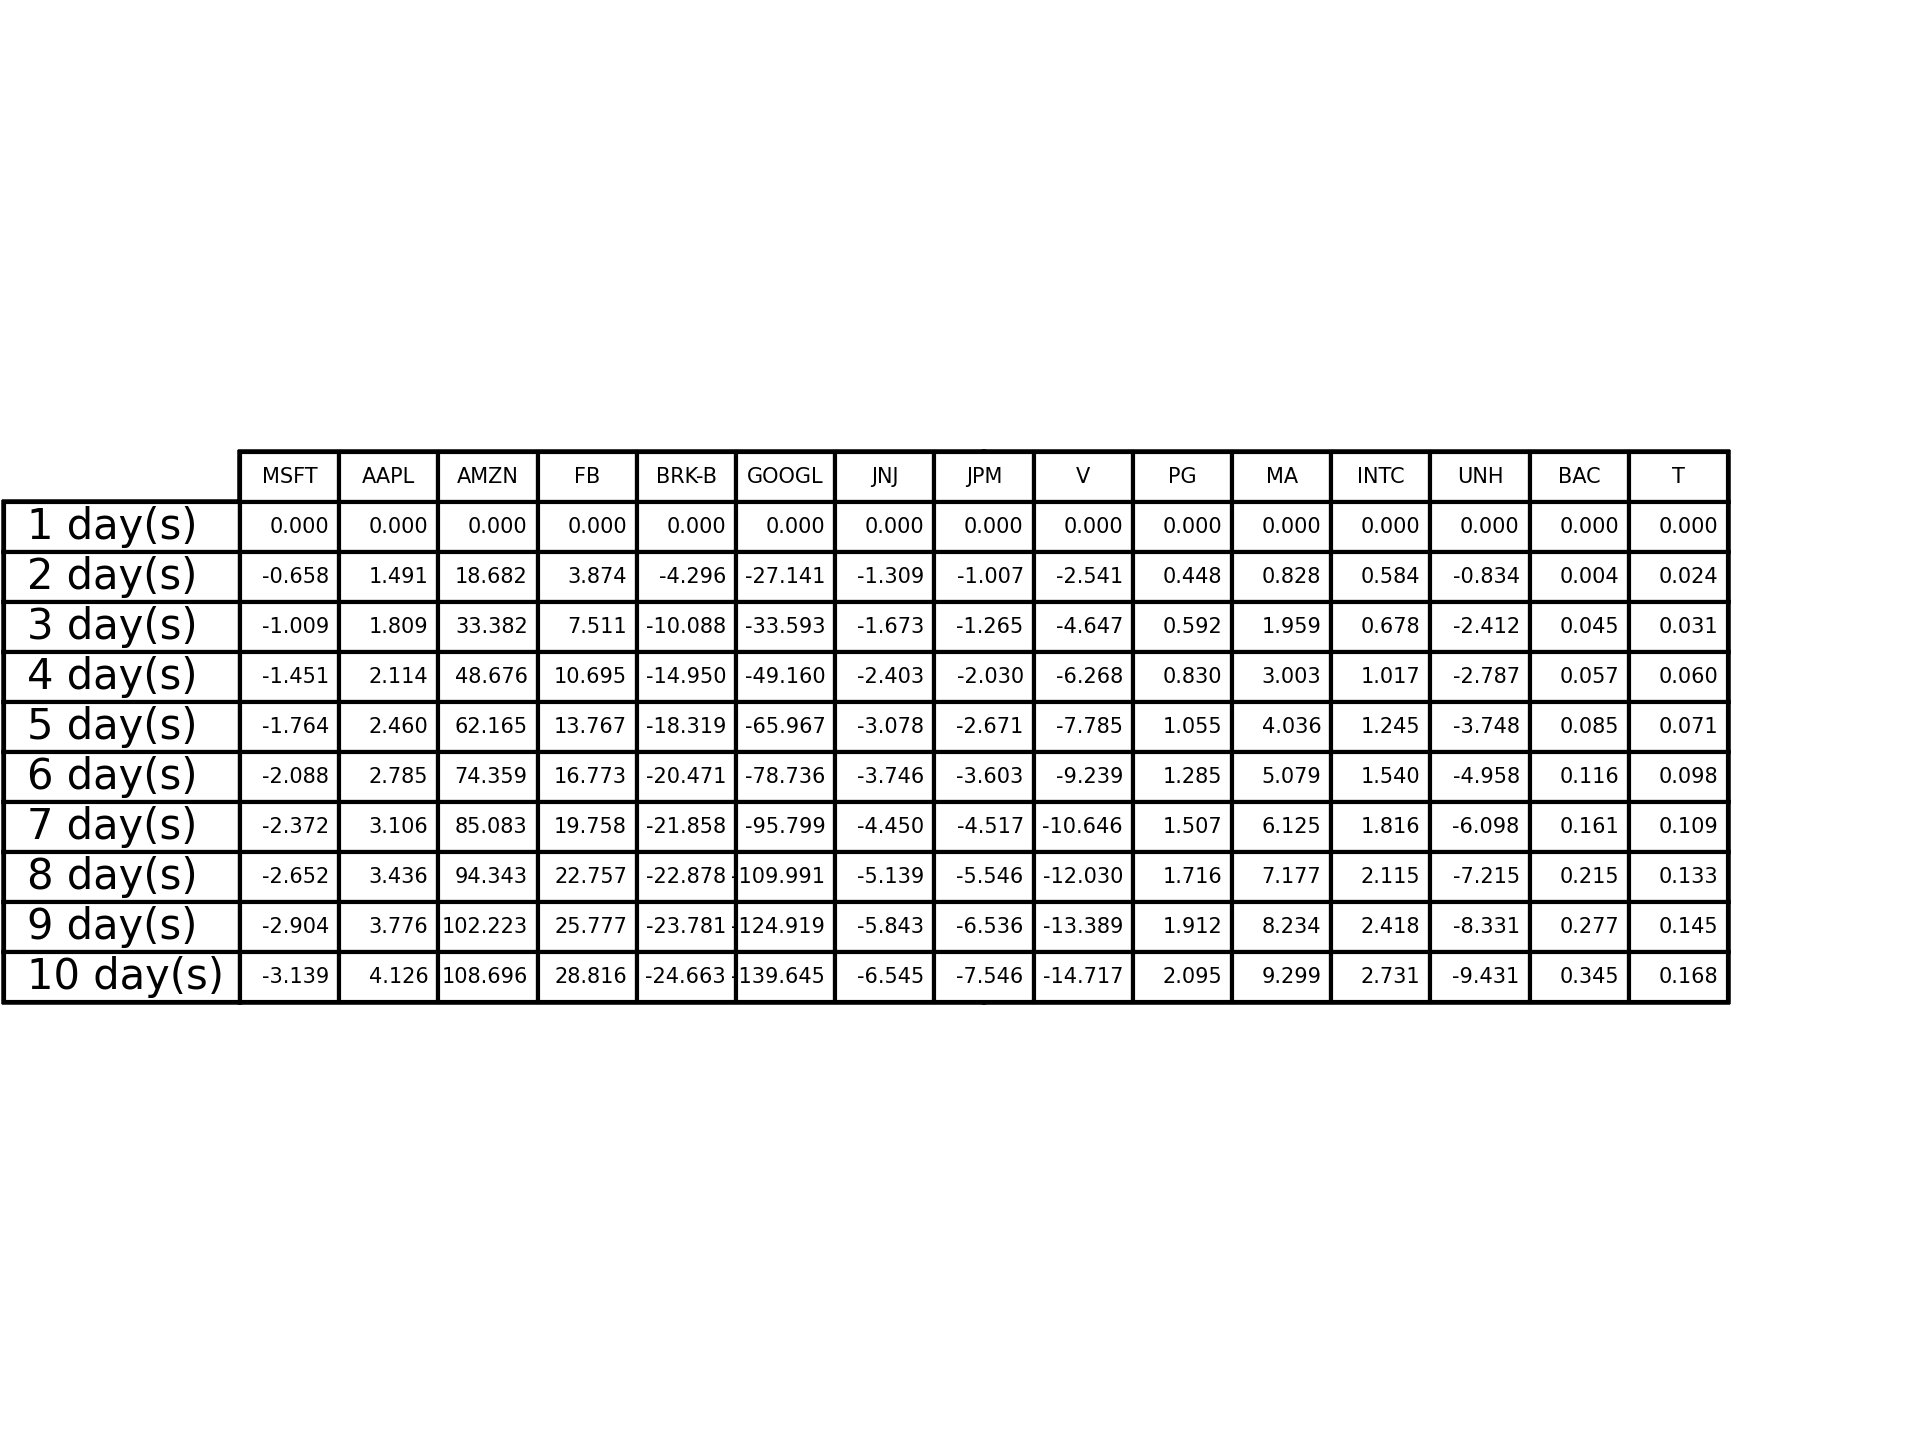 MSFT AAPL AMZN FB BRK-B GOOGL JNJ JPM V PG MA INTC UNH BAC T
1 day(s) 0.000 0.000 0.000 0.000 0.000 0.000 0.000 0.000 0.000 0.000 0.000 0.000 0.000 0.000 0.000
2 day(s) -0.658 1.491 18.682 3.874 -4.296 -27.141 -1.309 -1.007 -2.541 0.448 0.828 0.584 -0.834 0.004 0.024
3 day(s) -1.009 1.809 33.382 7.511 -10.088 -33.593 -1.673 -1.265 -4.647 0.592 1.959 0.678 -2.412 0.045 0.031
4 day(s) -1.451 2.114 48.676 10.695 -14.950 -49.160 -2.403 -2.030 -6.268 0.830 3.003 1.017 -2.787 0.057 0.060
5 day(s) -1.764 2.460 62.165 13.767 -18.319 -65.967 -3.078 -2.671 -7.785 1.055 4.036 1.245 -3.748 0.085 0.071
6 day(s) -2.088 2.785 74.359 16.773 -20.471 -78.736 -3.746 -3.603 -9.239 1.285 5.079 1.540 -4.958 0.116 0.098
7 day(s) -2.372 3.106 85.083 19.758 -21.858 -95.799 -4.450 -4.517 -10.646 1.507 6.125 1.816 -6.098 0.161 0.109
8 day(s) -2.652 3.436 94.343 22.757 -22.878 -109.991 -5.139 -5.546 -12.030 1.716 7.177 2.115 -7.215 0.215 0.133
9 day(s) -2.904 3.776 102.223 25.777 -23.781 -124.919 -5.843 -6.536 -13.389 1.912 8.234 2.418 -8.331 0.277 0.145
10 day(s) -3.139 4.126 108.696 28.816 -24.663 -139.645 -6.545 -7.546 -14.717 2.095 9.299 2.731 -9.431 0.345 0.168